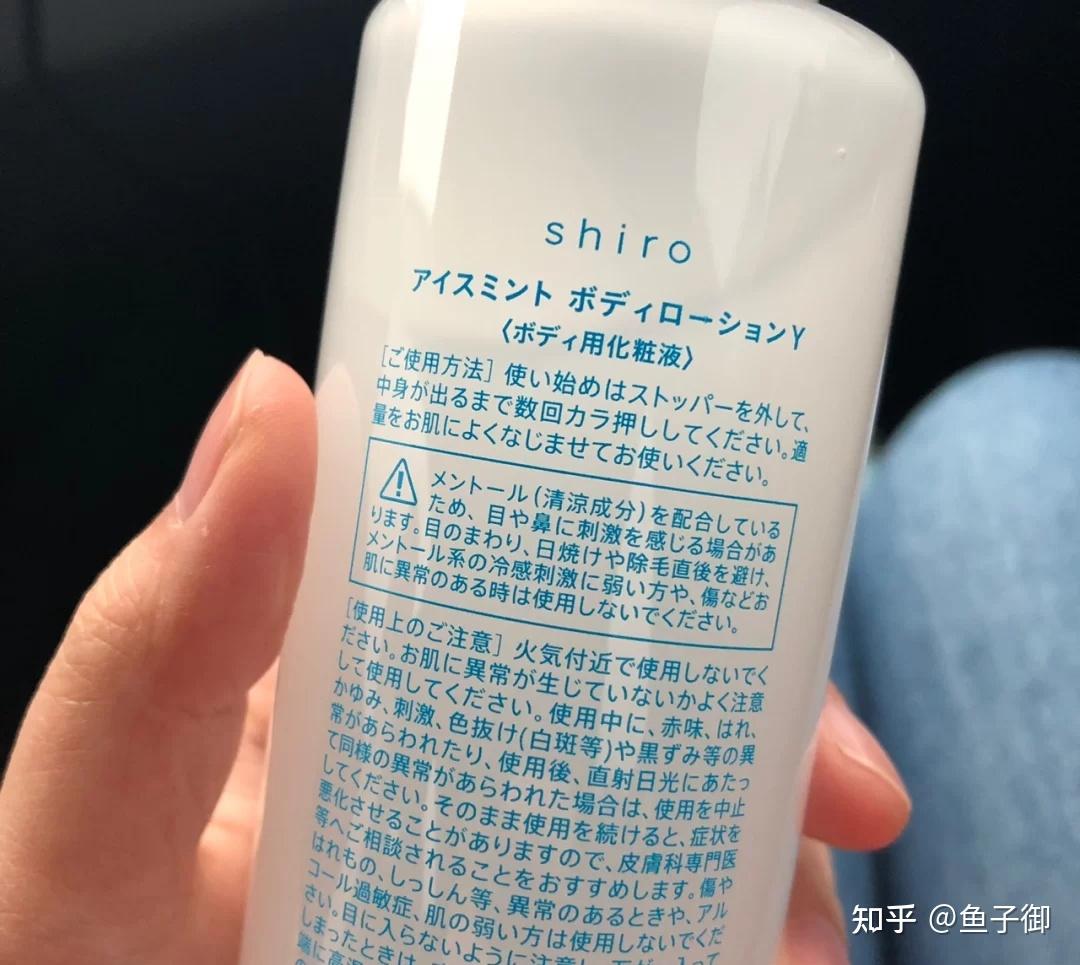 shiro
アイスミント ボディローションY
〈ボディ用化粧液〉
[ご使用方法] 使い始めはストッパーを外して、
中身が出るまで数回カラ押ししてください。適
量をお肌によくなじませてお使いください。
メントール(清涼成分)を配合している
ため、目や鼻に刺激を感じる場合があ
ります。目のまわり、日焼けや除毛直後を避け、
メントール系の冷感刺激に弱い方や、傷などお
肌に異常のある時は使用しないでください。
[使用上のご注意] 火気付近で使用しないでく
ださい。お肌に異常が生じていないかよく注意
して使用してください。使用中に、赤味、はれ、
かゆみ、刺激、色抜け(白斑等)や黒ずみ等の異
常があらわれたり、使用後、直射日光にあたっ
て同様の異常があらわれた場合は、使用を中止
してください。そのまま使用を続けると、症状を
悪化させることがありますので、皮膚科専門医
等へご相談されることをおすすめします。傷や
はれもの、しっしん等、異常のあるときや、アル
コール過敏症、肌の弱い方は使用しないでくだ
さい。目に入らないように注意し、
しまったときは、
知乎 @鱼子御